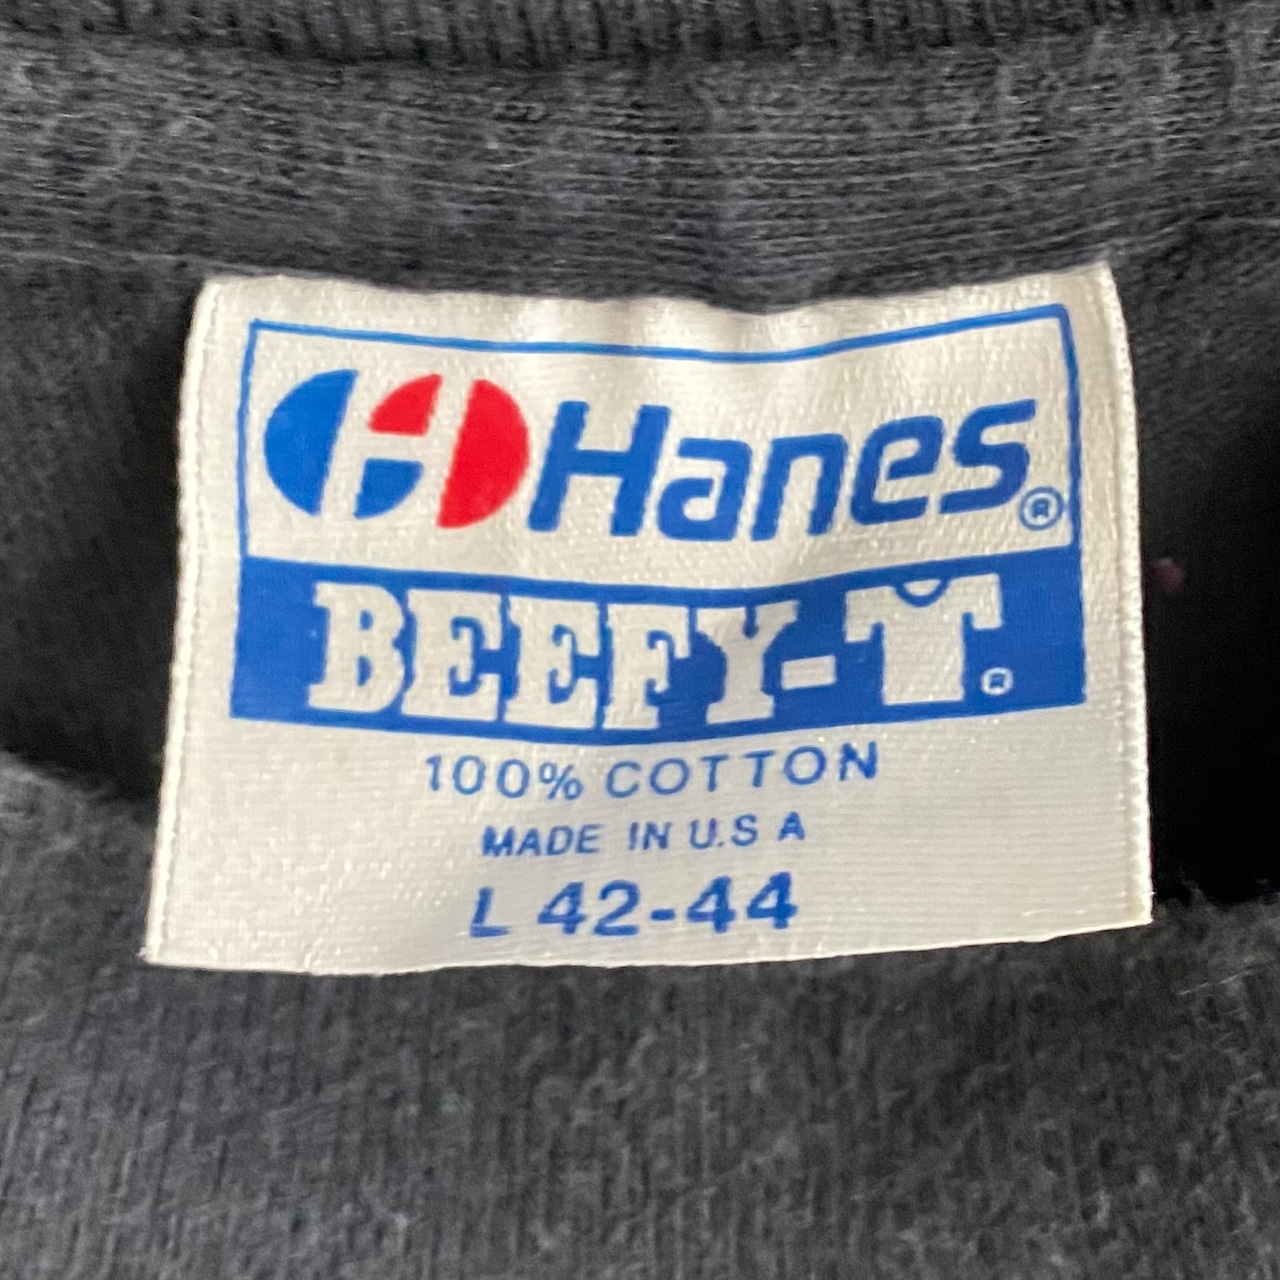 Hanes®
BEEFY-T®
100% COTTON
MADE IN U.S A
L 42-44